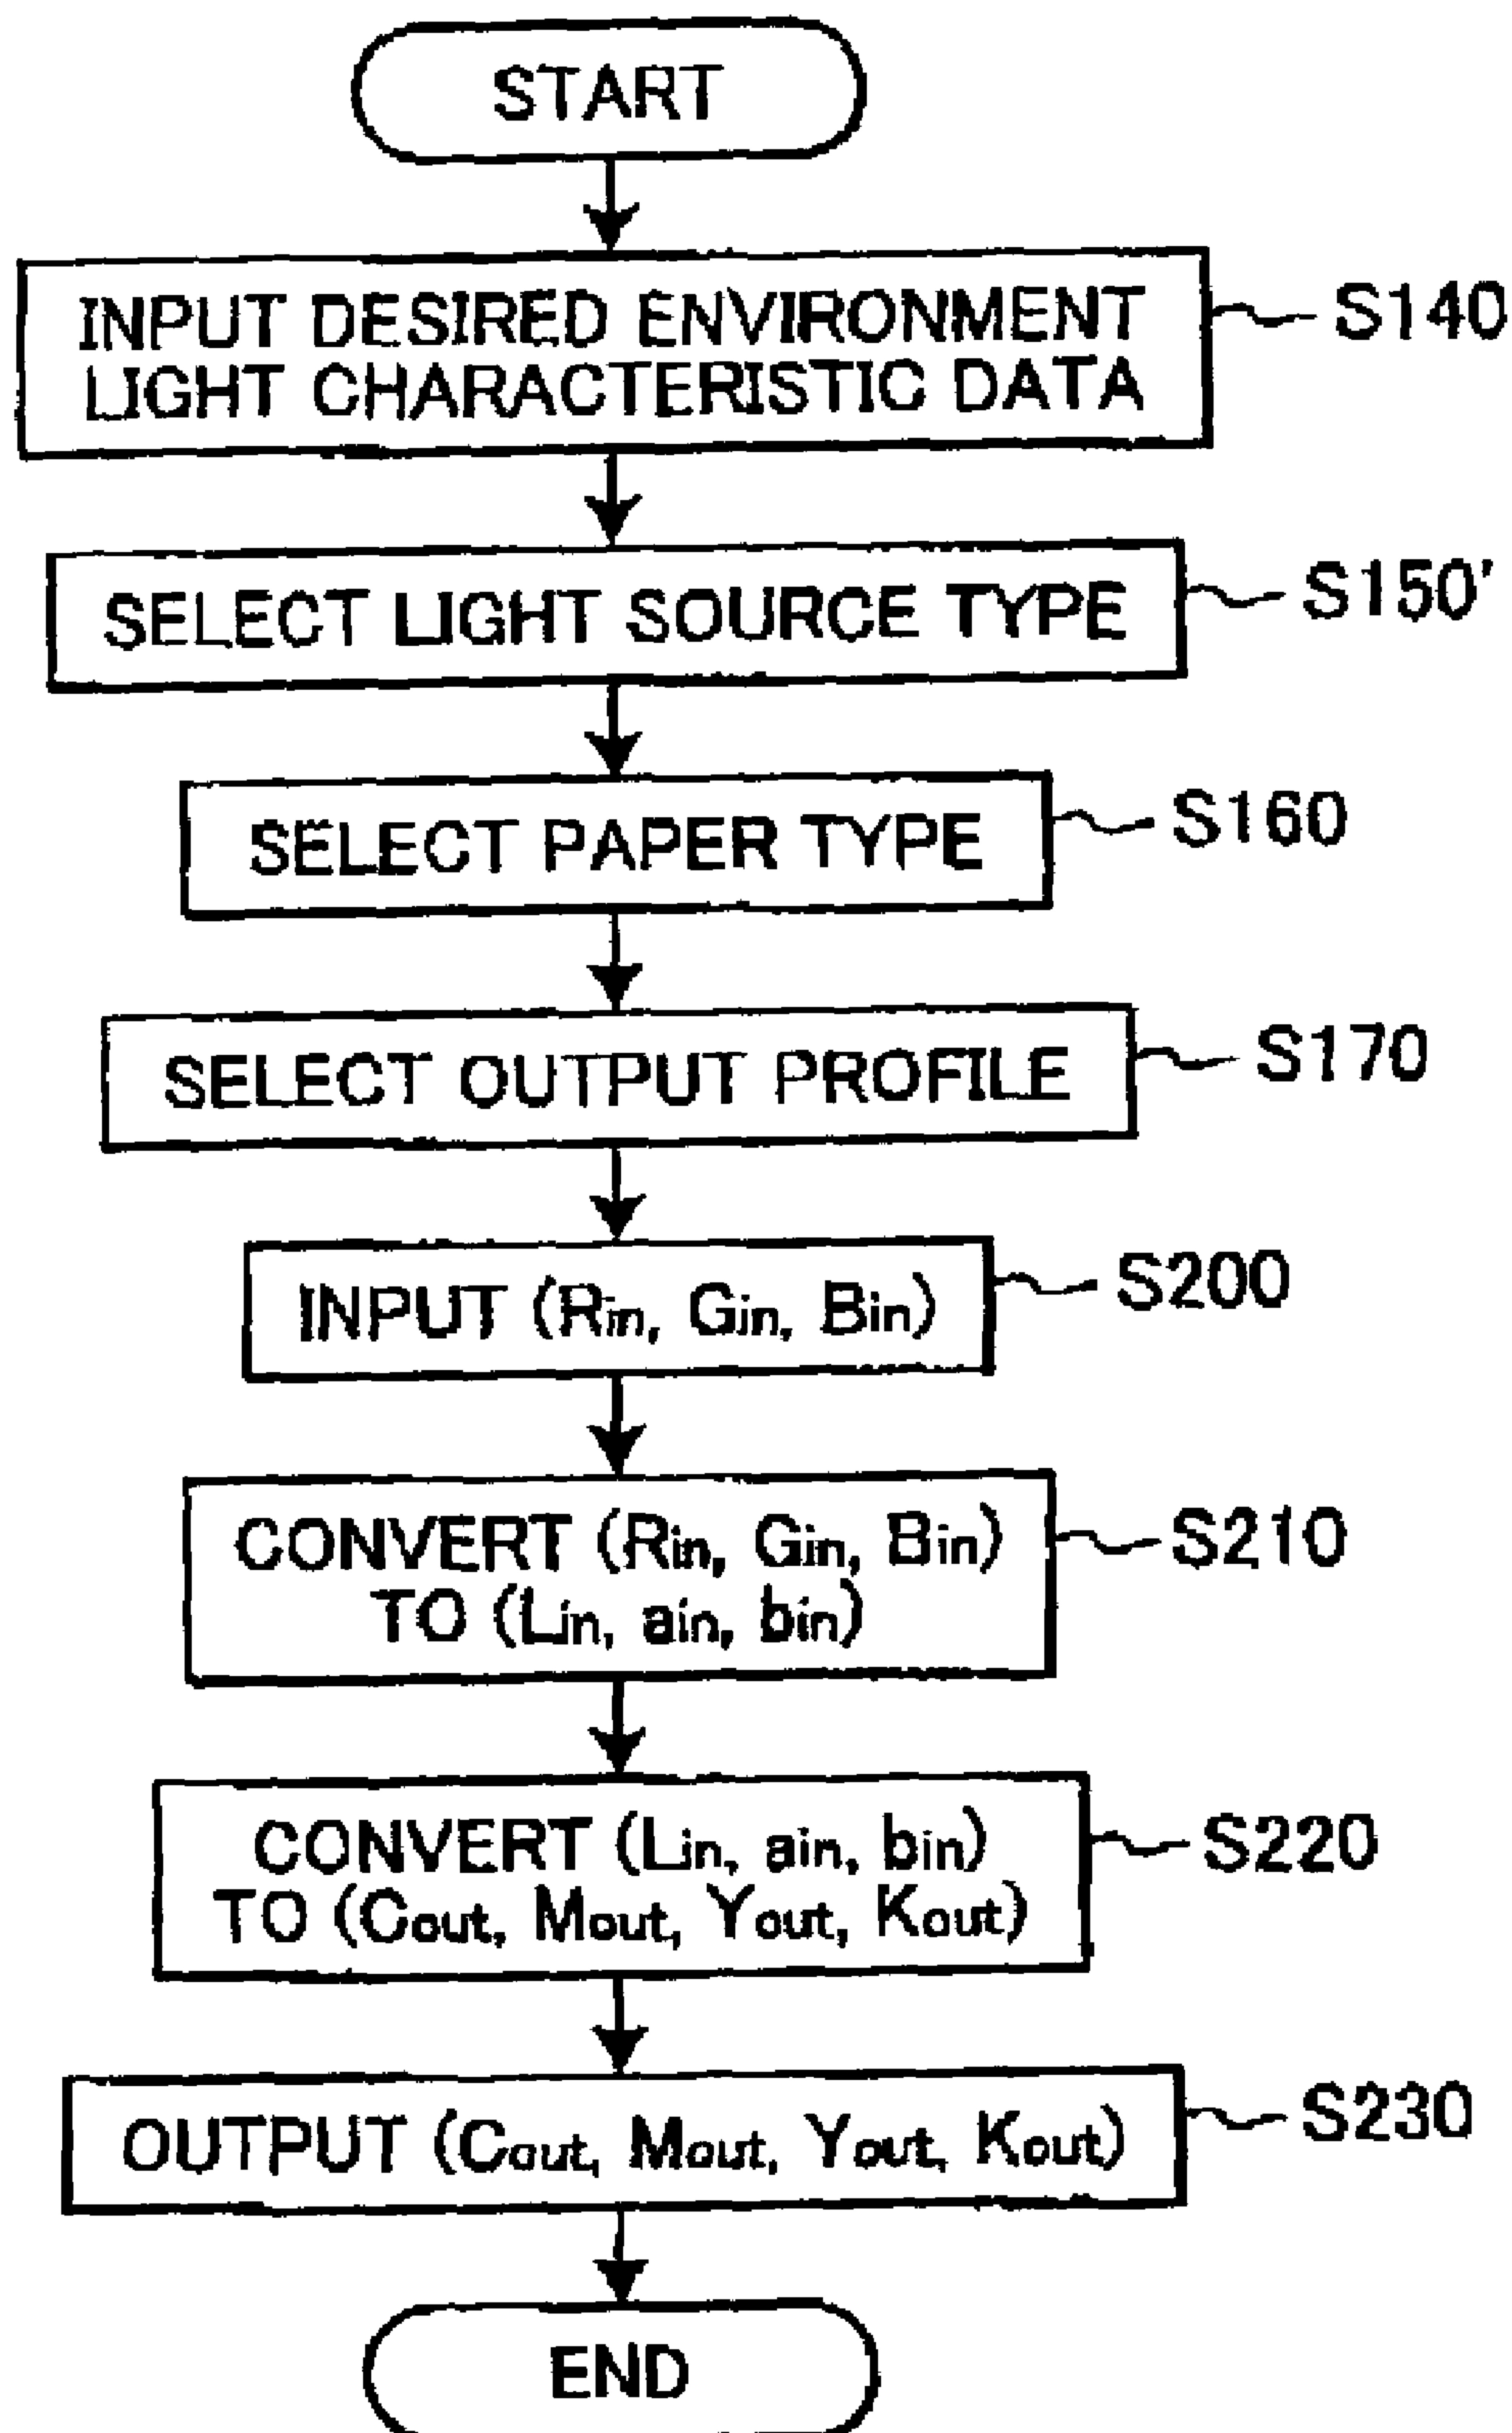 START
INPUT DESIRED ENVIRONMENT
LIGHT CHARACTERISTIC DATA
S140
SELECT LIGHT SOURCE TYPE
S150'
SELECT PAPER TYPE
S160
SELECT OUTPUT PROFILE
S170
INPUT (Rin, Gin, Bin)
S200
CONVERT (Rin, Gin, Bin)
TO (Lin, ain, bin)
S210
CONVERT (Lin, ain, bin)
TO (Cout, Mout, Yout, Kout)
S220
OUTPUT (Cout, Mout, Yout, Kout)
S230
END